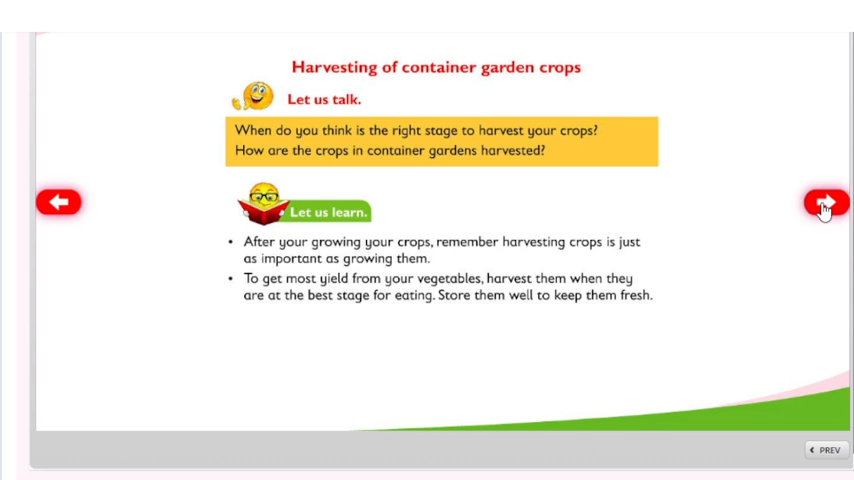 Harvesting of container garden crops
Let us talk.
When do you think is the right stage to harvest your crops?
How are the crops in container gardens harvested?
Let us learn.
• After your growing your crops, remember harvesting crops is just
as important as growing them.
• To get most yield from your vegetables, harvest them when they
are at the best stage for eating. Store them well to keep them fresh.
PREV